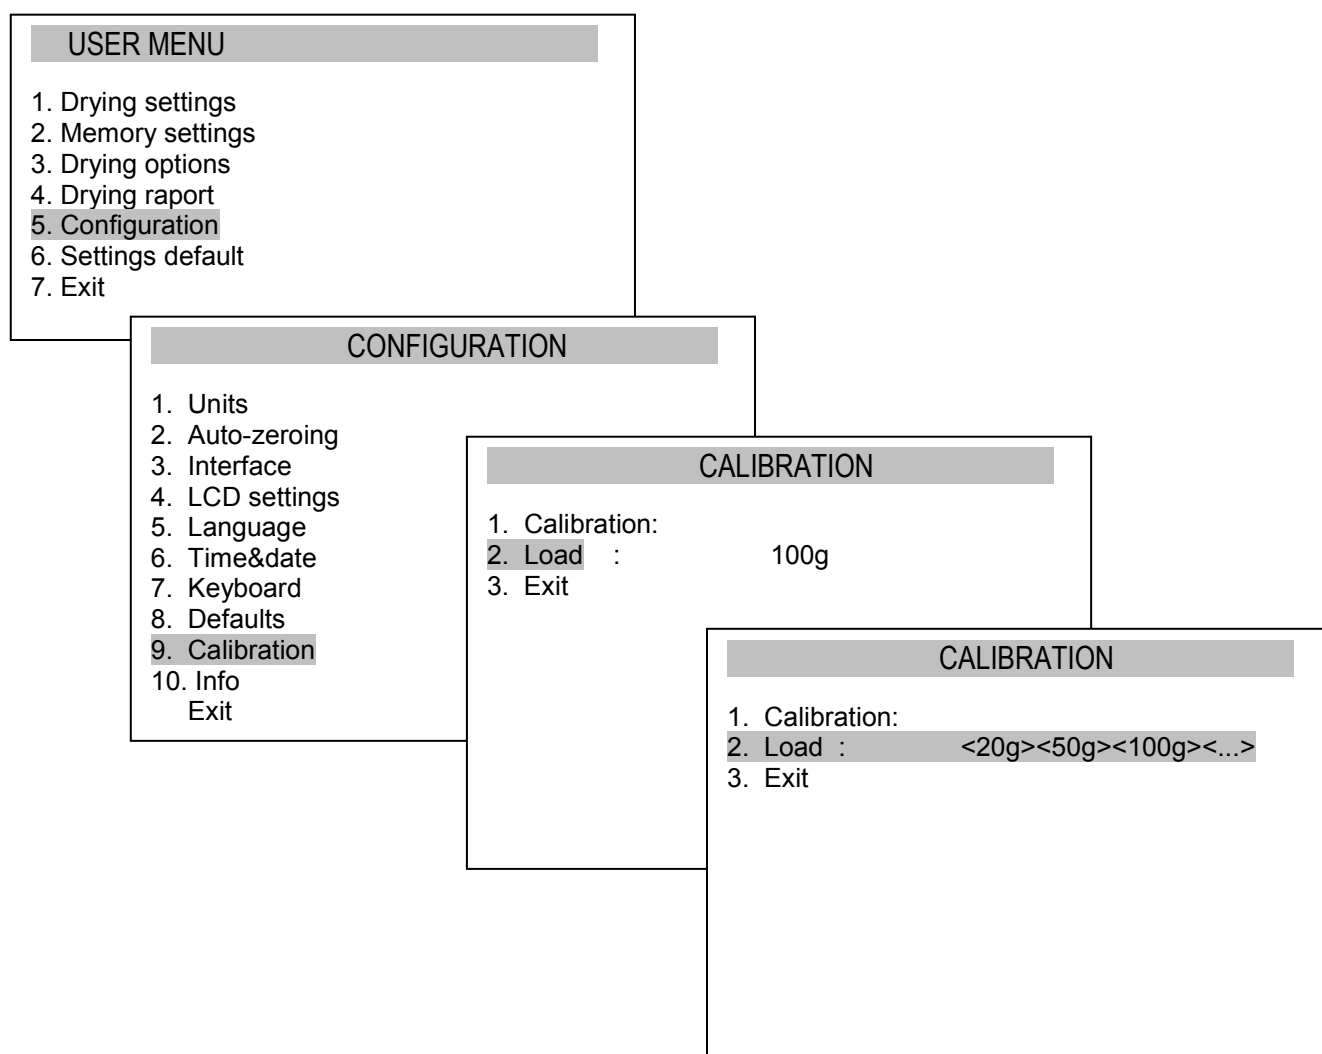 USER MENU
1. Drying settings
2. Memory settings
3. Drying options
4. Drying raport
5. Configuration
6. Settings default
7. Exit
CONFIGURATION
1. Units
2. Auto-zeroing
3. Interface
4. LCD settings
5. Language
6. Time&date
7. Keyboard
8. Defaults
9. Calibration
10. Info
Exit
CALIBRATION
1. Calibration:
2. Load : 100g
3. Exit
CALIBRATION
1. Calibration:
2. Load : <20g><50g><100g><...>
3. Exit